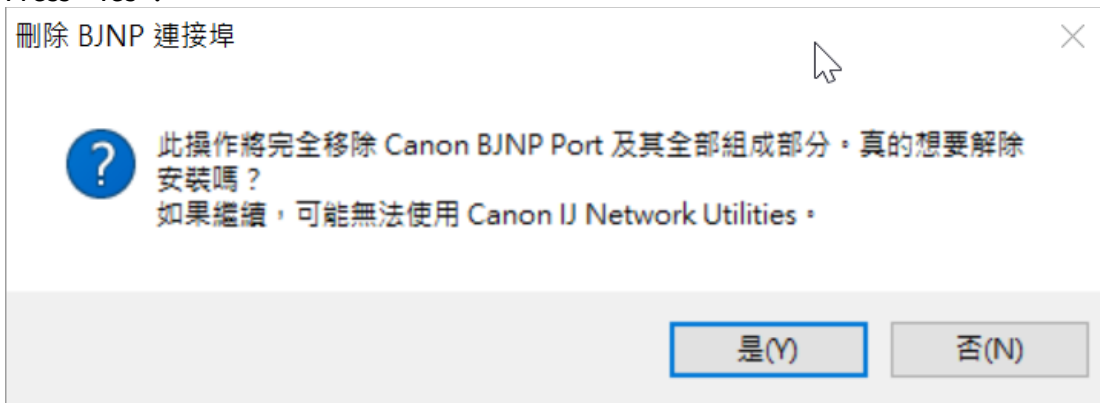 刪除 BJNP 連接埠
此操作將完全移除 Canon BJNP Port 及其全部組成部分。真的想要解除
安裝嗎？
如果繼續，可能無法使用 Canon IJ Network Utilities。
是(Y)
否(N)